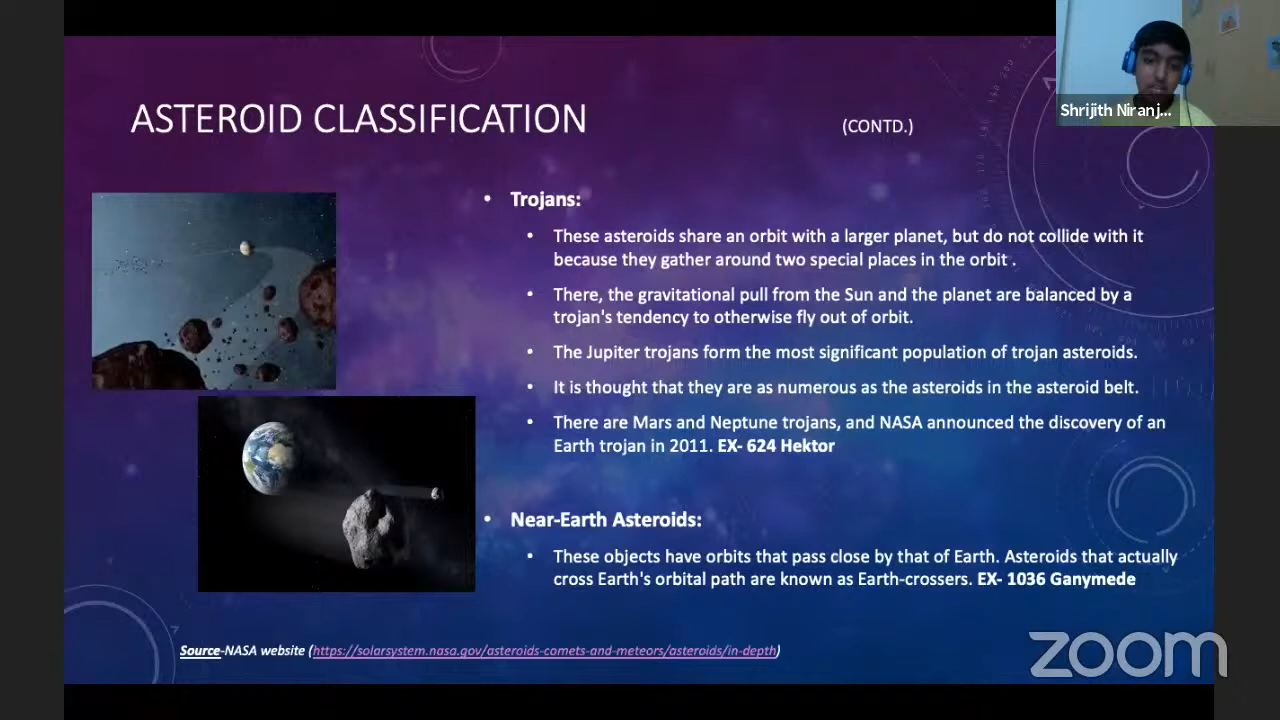 Shrijith Niranj...
ASTEROID CLASSIFICATION (CONTD.)
• Trojans:
• These asteroids share an orbit with a larger planet, but do not collide with it
because they gather around two special places in the orbit .
• There, the gravitational pull from the Sun and the planet are balanced by a
trojan's tendency to otherwise fly out of orbit.
• The Jupiter trojans form the most significant population of trojan asteroids.
• It is thought that they are as numerous as the asteroids in the asteroid belt.
• There are Mars and Neptune trojans, and NASA announced the discovery of an
Earth trojan in 2011. EX- 624 Hektor
• Near-Earth Asteroids:
• These objects have orbits that pass close by that of Earth. Asteroids that actually
cross Earth's orbital path are known as Earth-crossers. EX- 1036 Ganymede
Source-NASA website (https://solarsystem.nasa.gov/asteroids-comets-and-meteors/asteroids/in-depth)
zoom